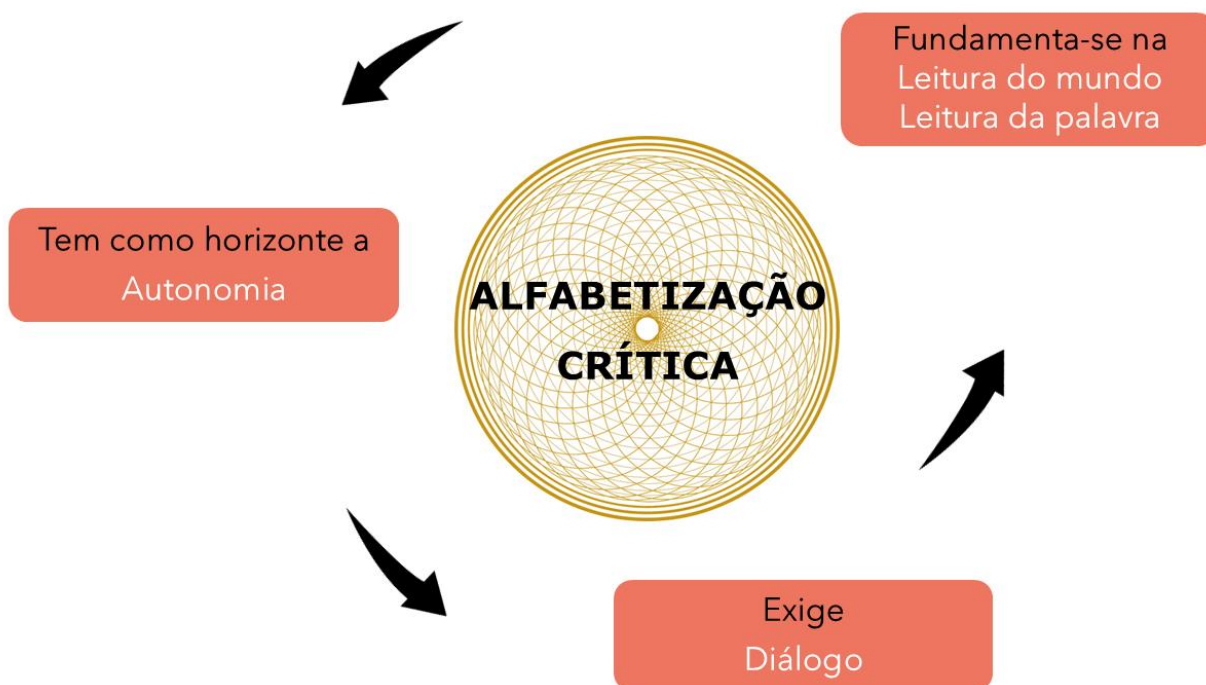 Fundamenta-se na
Leitura do mundo
Leitura da palavra
Tem como horizonte a
Autonomia
ALFABETIZAÇÃO
CRÍTICA
Exige
Diálogo